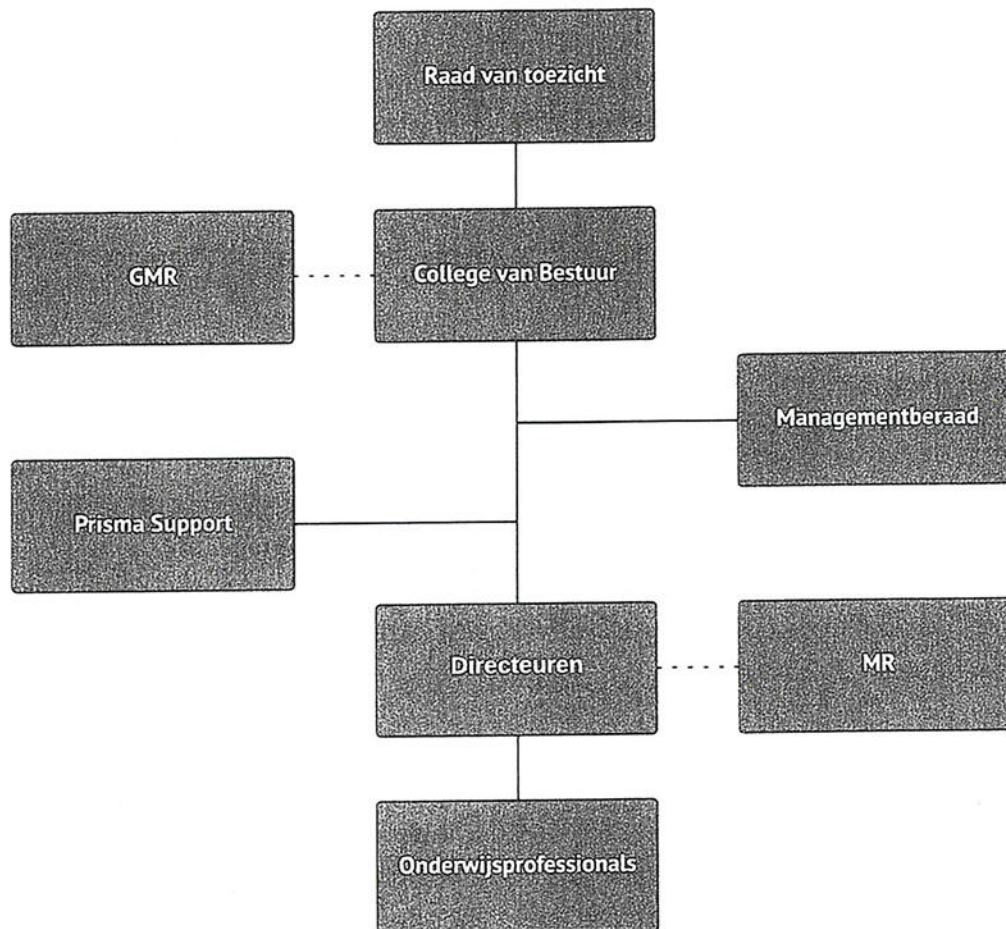 Raad van toezicht
GMR
College van Bestuur
Managementberaad
Prisma Support
Directeuren
MR
Onderwijsprofessionals